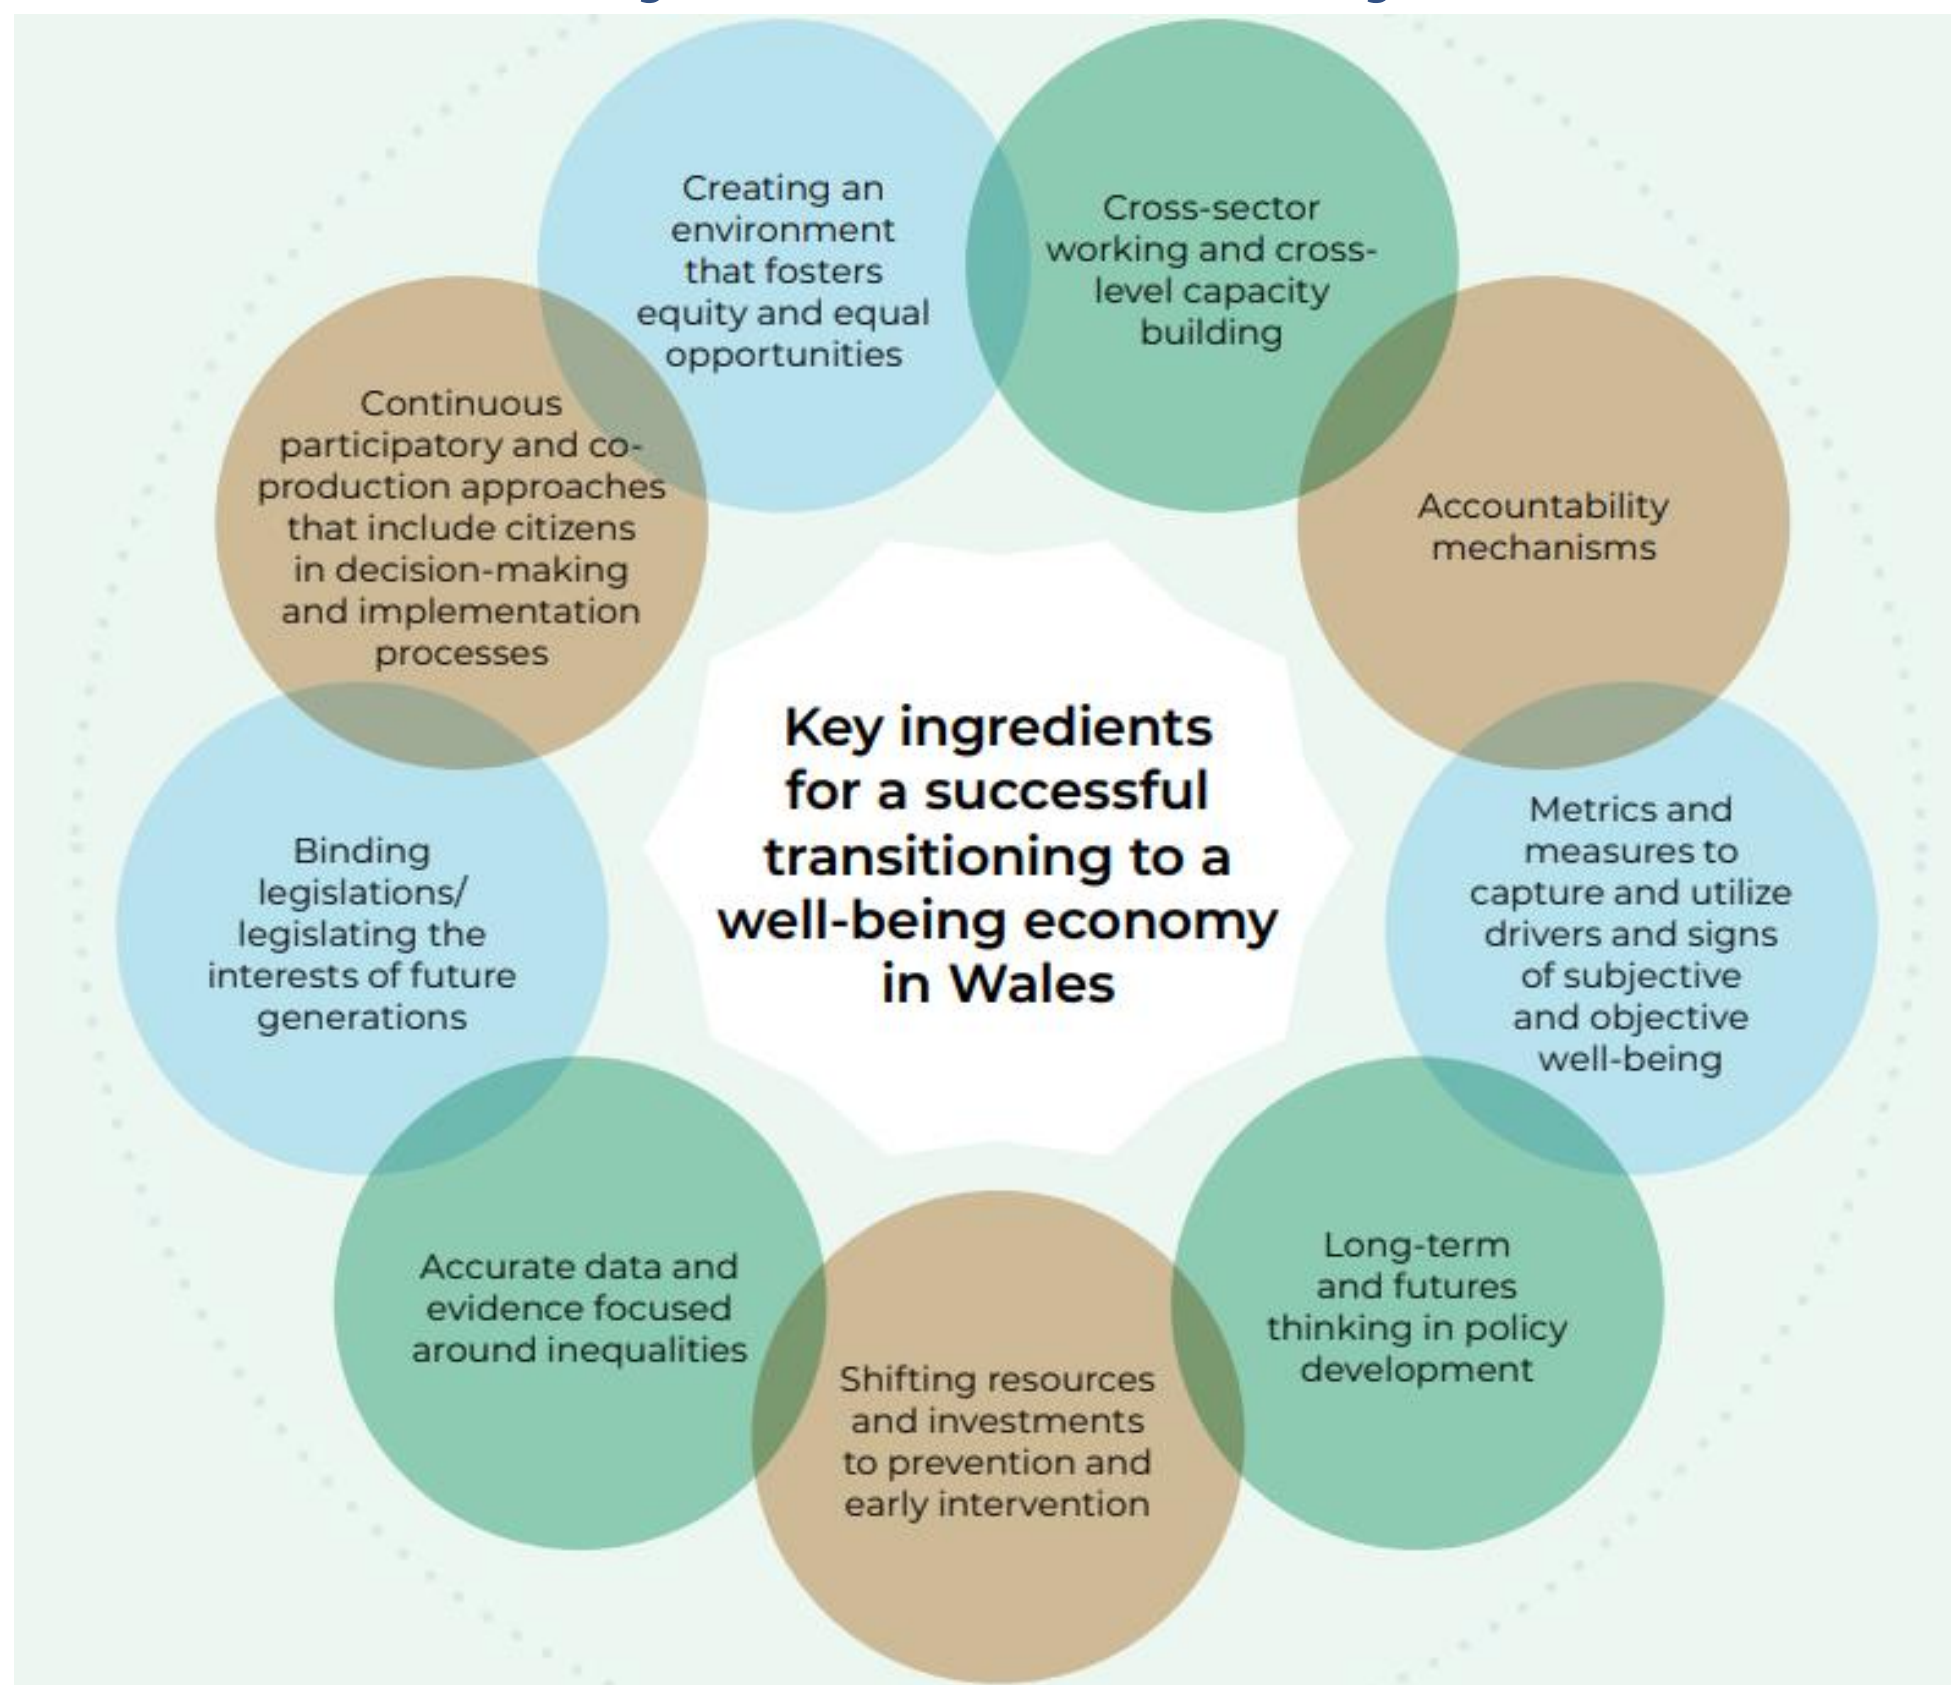 Creating an
environment
that fosters
equity and equal
opportunities
Cross-sector
working and cross-
level capacity
building
Accountability
mechanisms
Metrics and
measures to
capture and utilize
drivers and signs
of subjective
and objective
well-being
Long-term
and futures
thinking in policy
development
Shifting resources
and investments
to prevention and
early intervention
Accurate data and
evidence focused
around inequalities
Binding
legislations/
legislating the
interests of future
generations
Continuous
participatory and co-
production approaches
that include citizens
in decision-making
and implementation
processes
Key ingredients
for a successful
transitioning to a
well-being economy
in Wales